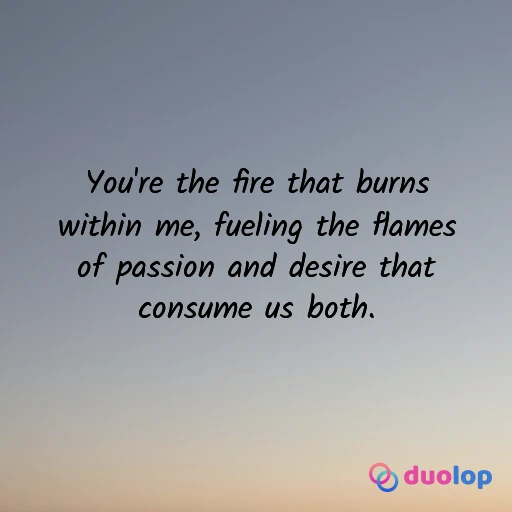 You're the fire that burns
within me, fueling the flames
of passion and desire that
consume us both.
duolop